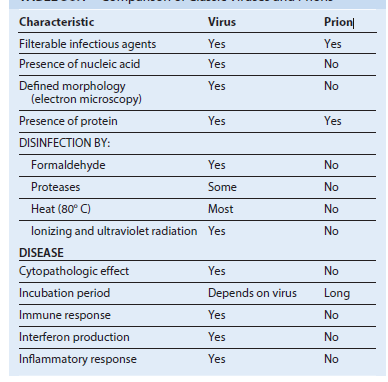 Characteristic Virus Prion
Filterable infectious agents Yes Yes
Presence of nucleic acid Yes No
Defined morphology Yes No
(electron microscopy)
Presence of protein Yes Yes
DISINFECTION BY:
Formaldehyde Yes No
Proteases Some No
Heat (80° C) Most No
Ionizing and ultraviolet radiation Yes No
DISEASE
Cytopathologic effect Yes No
Incubation period Depends on virus Long
Immune response Yes No
Interferon production Yes No
Inflammatory response Yes No